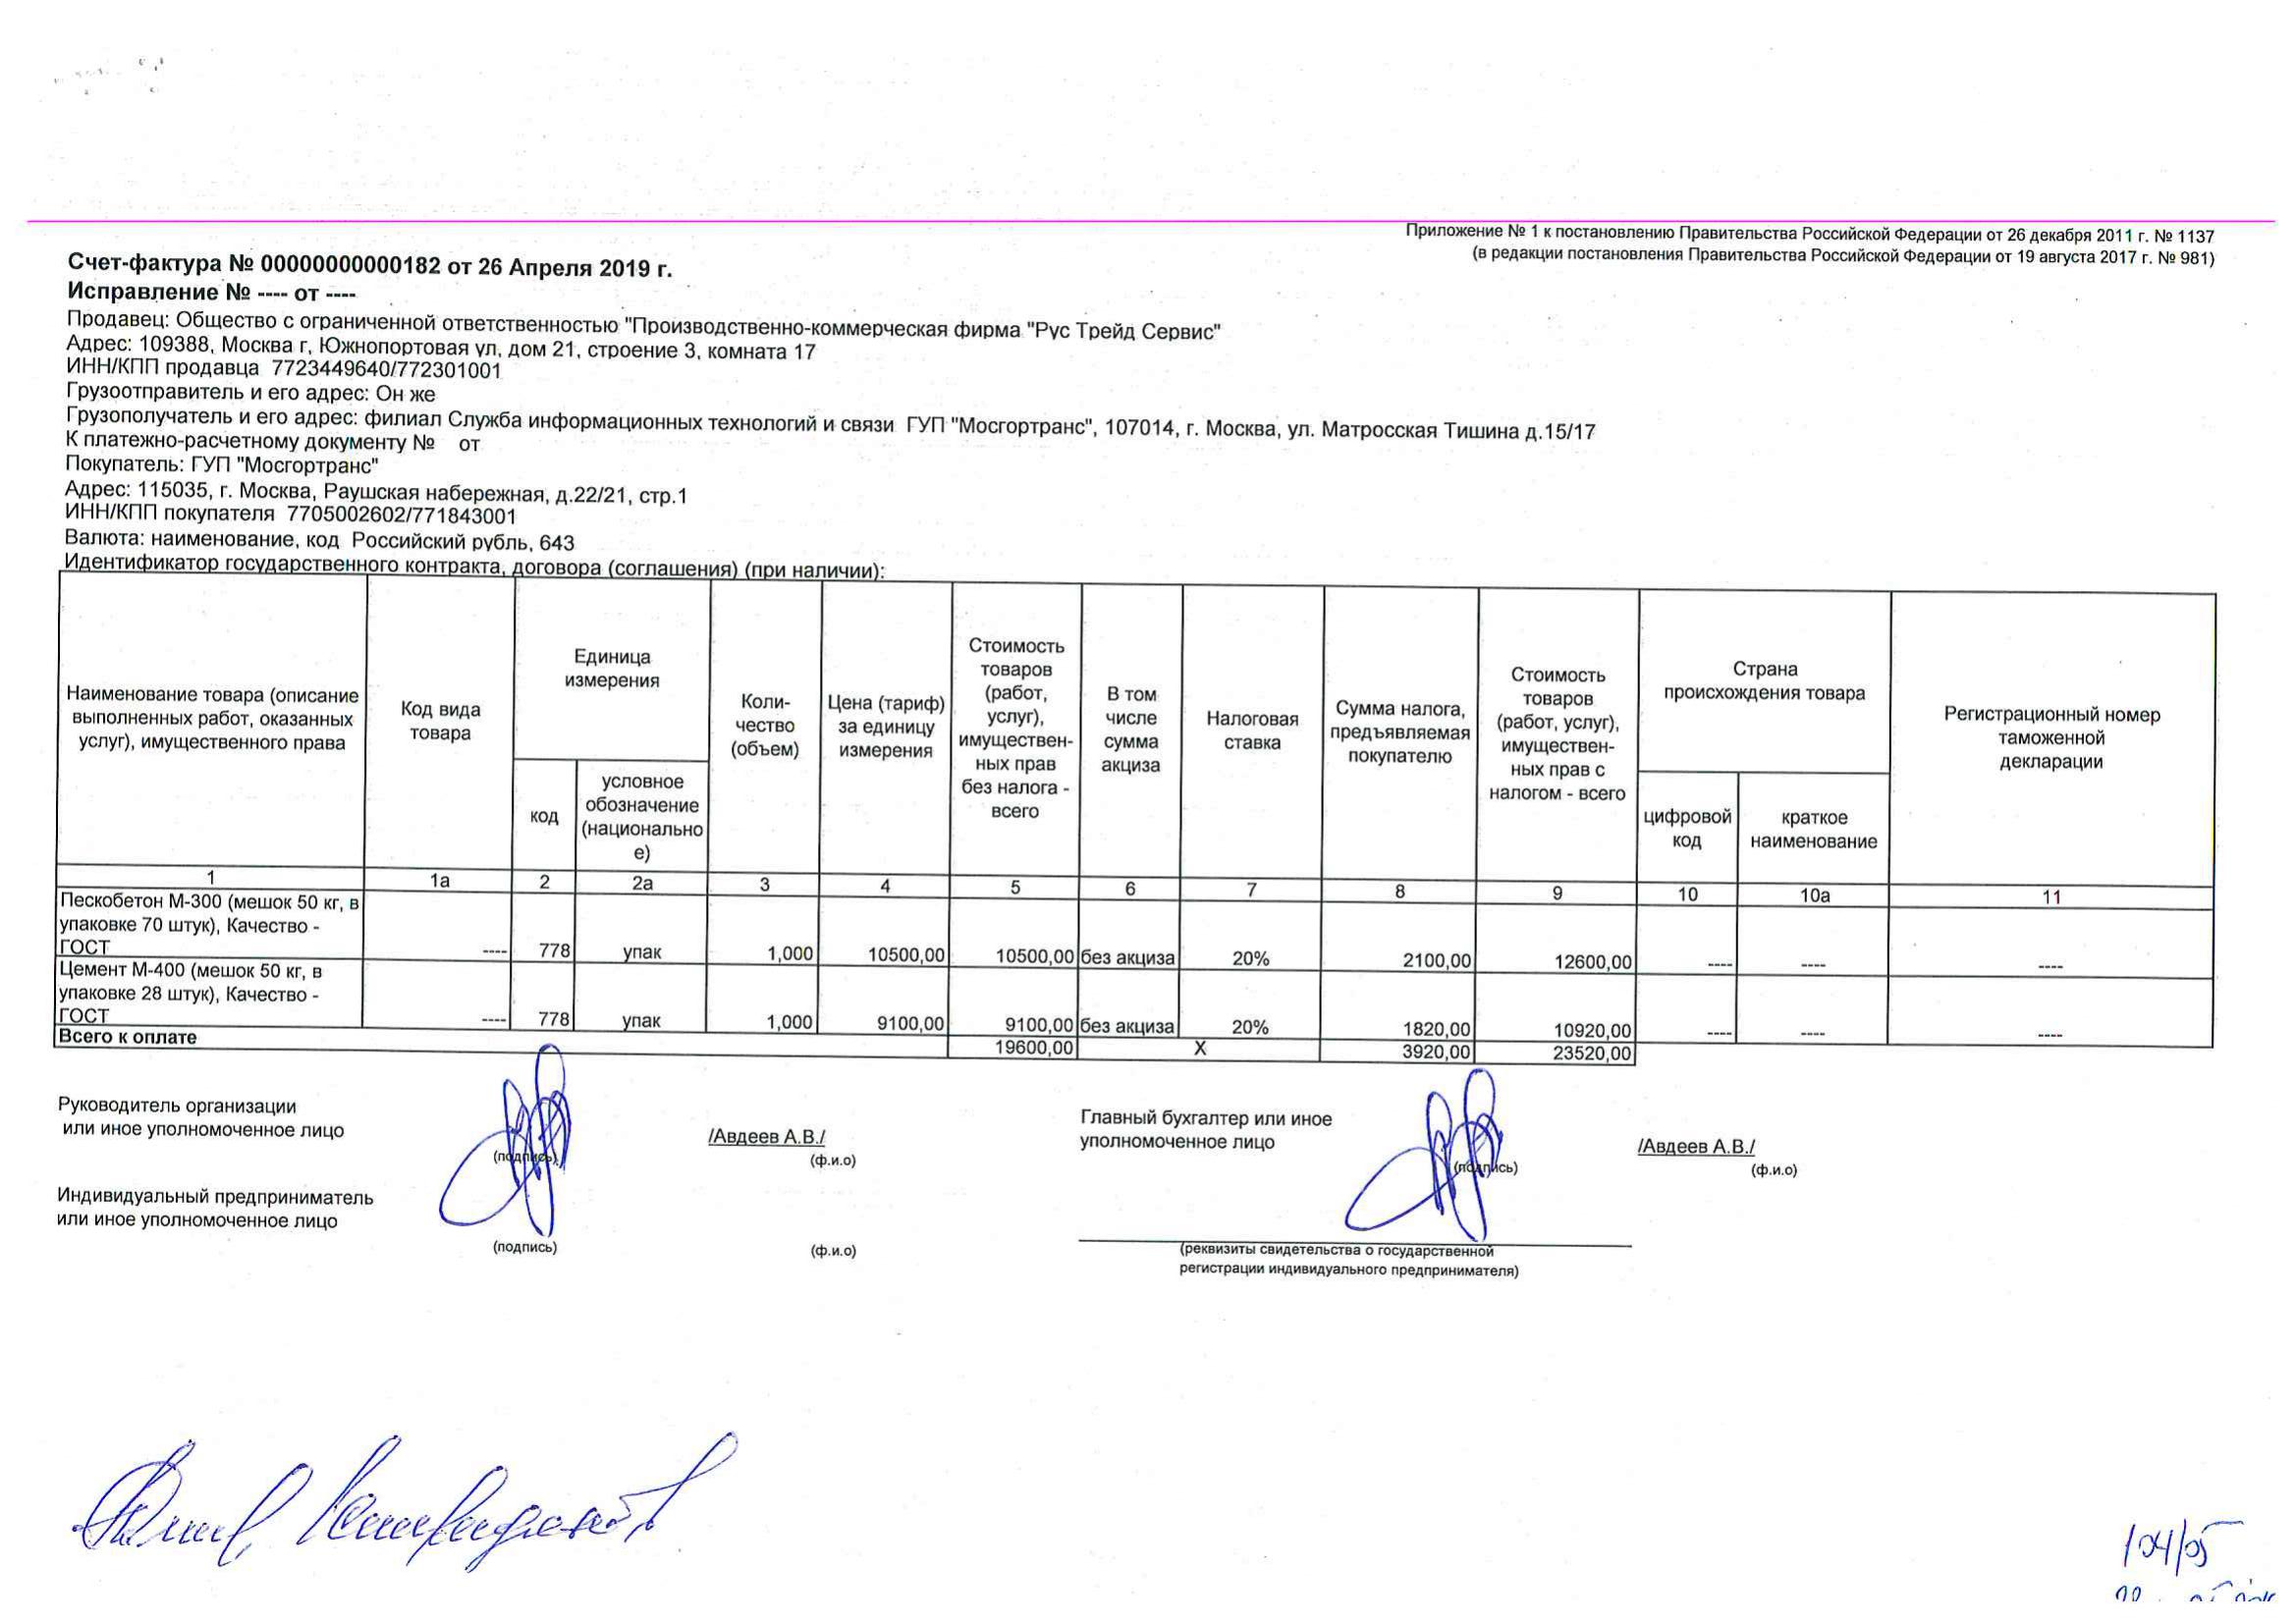 Приложение № 1 к постановлению Правительства Российской Федерации от 26 декабря 2011 г. № 1137
(в редакции постановления Правительства Российской Федерации от 19 августа 2017 г. № 981)
Счет-фактура № 00000000000182 от 26 Апреля 2019 г.
Исправление № ---- от ----
Продавец: Общество с ограниченной ответственностью "Производственно-коммерческая фирма "Рус Трейд Сервис"
Адрес: 109388, Москва г, Южнопортовая ул, дом 21, строение 3, комната 17
ИНН/КПП продавца 7723449640/772301001
Грузоотправитель и его адрес: Он же
Грузополучатель и его адрес: филиал Служба информационных технологий и связи ГУП "Мосгортранс", 107014, г. Москва, ул. Матросская Тишина д.15/17
К платежно-расчетному документу № от
Покупатель: ГУП "Мосгортранс"
Адрес: 115035, г. Москва, Раушская набережная, д.22/21, стр.1
ИНН/КПП покупателя 7705002602/771843001
Валюта: наименование, код Российский рубль, 643
Идентификатор государственного контракта, договора (соглашения) (при наличии):
Наименование товара (описание
выполненных работ, оказанных
услуг), имущественного права
Код вида
товара
Единица
измерения
код
условное
обозначение
(национально
е)
Коли-
чество
(объем)
Цена (тариф)
за единицу
измерения
Стоимость
товаров
(работ,
услуг),
имуществен-
ных прав
без налога -
всего
В том
числе
сумма
акциза
Налоговая
ставка
Сумма налога,
предъявляемая
покупателю
Стоимость
товаров
(работ, услуг),
имуществен-
ных прав с
налогом - всего
Страна
происхождения товара
цифровой
код
краткое
наименование
Регистрационный номер
таможенной
декларации
1 1а 2 2а 3 4 5 6 7 8 9 10 10а 11
Пескобетон М-300 (мешок 50 кг, в
упаковке 70 штук), Качество -
ГОСТ ---- 778 упак 1,000 10500,00 10500,00 без акциза 20% 2100,00 12600,00 ---- ---- ----
Цемент М-400 (мешок 50 кг, в
упаковке 28 штук), Качество -
ГОСТ ---- 778 упак 1,000 9100,00 9100,00 без акциза 20% 1820,00 10920,00 ---- ---- ----
Всего к оплате 19600,00 Х 3920,00 23520,00
Руководитель организации
или иное уполномоченное лицо
(подпись)
/Авдеев А.В./
(ф.и.о)
Главный бухгалтер или иное
уполномоченное лицо
(подпись)
/Авдеев А.В./
(ф.и.о)
Индивидуальный предприниматель
или иное уполномоченное лицо
(подпись)
(ф.и.о)
(реквизиты свидетельства о государственной
регистрации индивидуального предпринимателя)
104/05